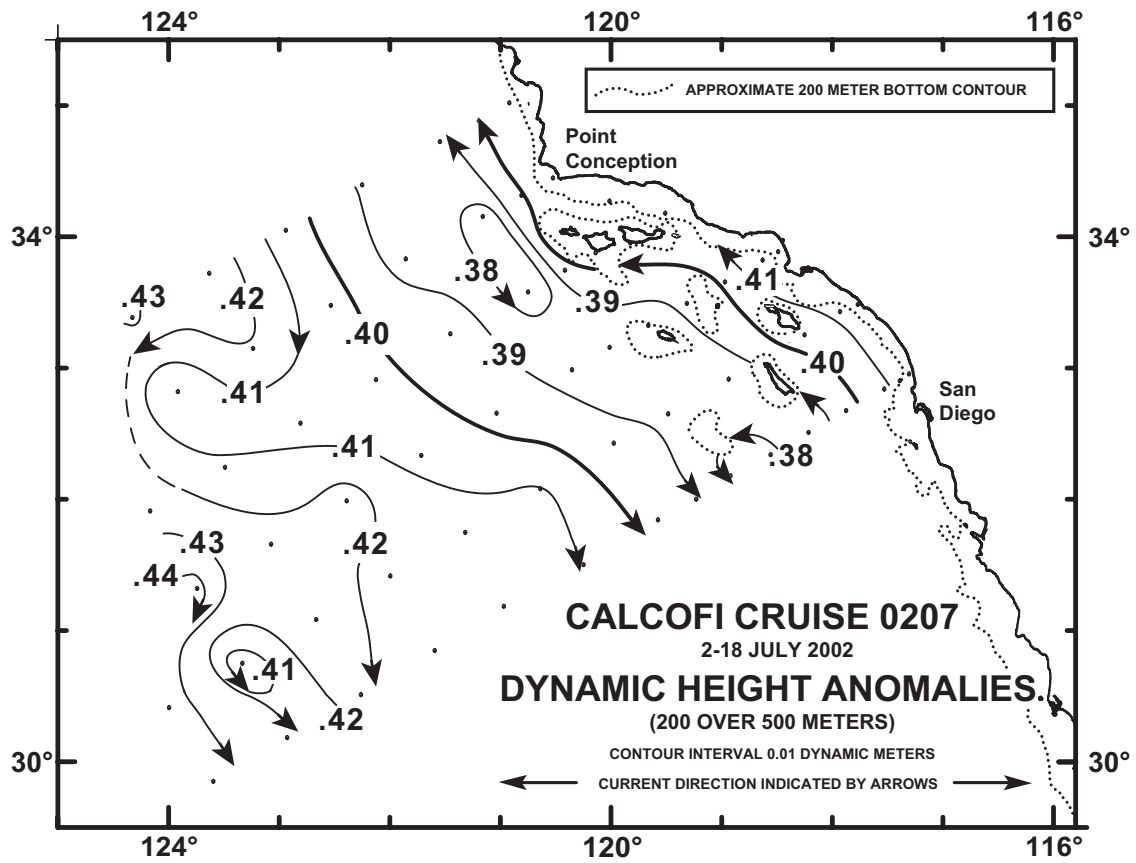 124° 120° 116°
APPROXIMATE 200 METER BOTTOM CONTOUR
Point
Conception
34° 34°
.38
.41
.43
.42
.39
.40
.39
.40
.41
San
Diego
.41
.38
.43
.42
.44
CALCOFI CRUISE 0207
2-18 JULY 2002
.41
DYNAMIC HEIGHT ANOMALIES.
.42
(200 OVER 500 METERS)
30° 30°
CONTOUR INTERVAL 0.01 DYNAMIC METERS
CURRENT DIRECTION INDICATED BY ARROWS
124° 120° 116°